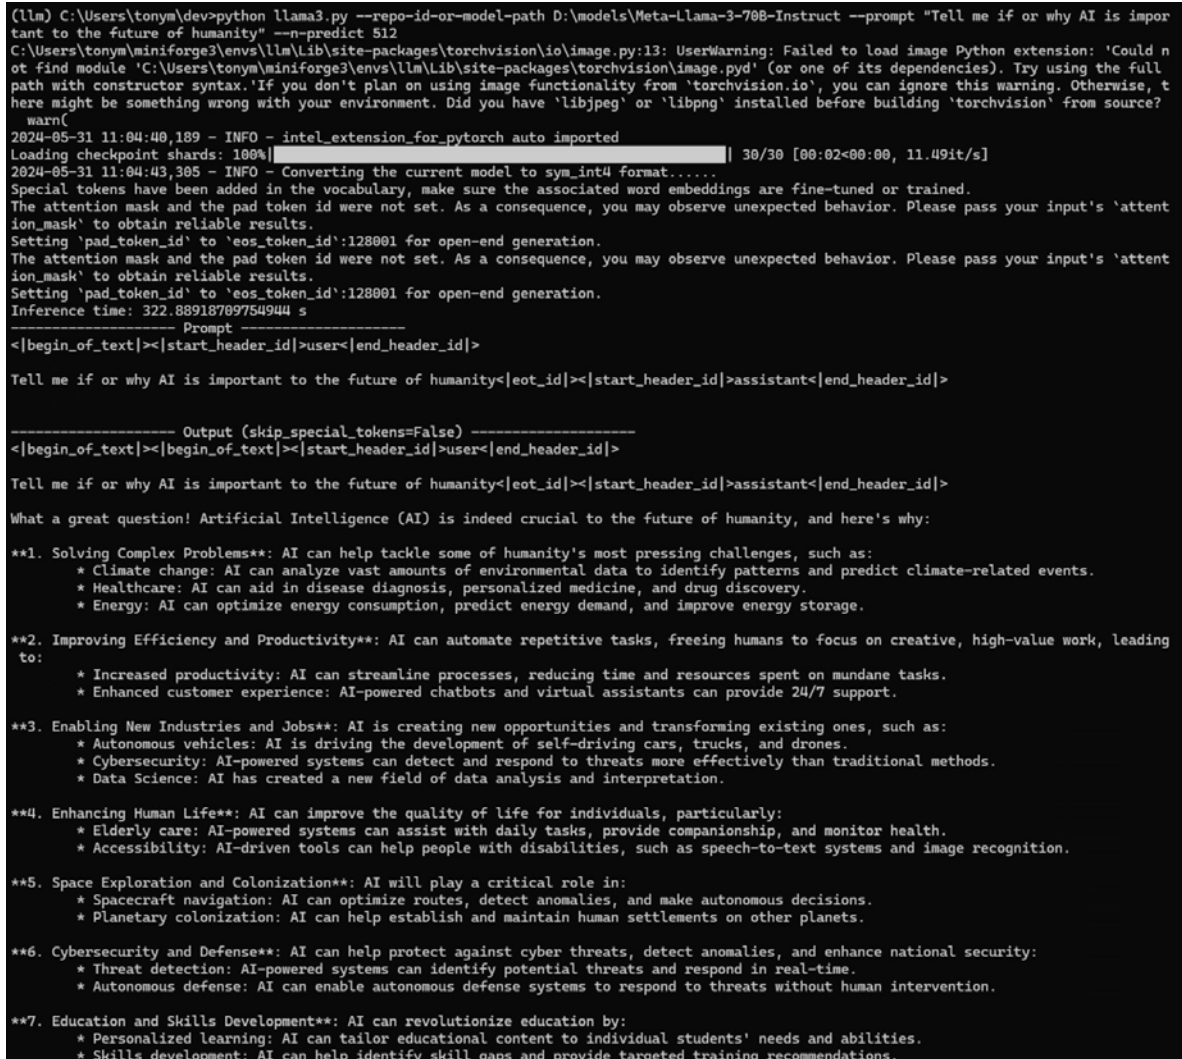 (llm) C:\Users\tonym\dev>python llama3.py --repo-id-or-model-path D:\models\Meta-Llama-3-70B-Instruct --prompt "Tell me if or why AI is impor
tant to the future of humanity" --n-predict 512
C:\Users\tonym\miniforge3\envs\llm\Lib\site-packages\torchvision\io\image.py:13: UserWarning: Failed to load image Python extension: 'Could n
ot find module 'C:\Users\tonym\miniforge3\envs\llm\Lib\site-packages\torchvision\image.pyd' (or one of its dependencies). Try using the full
path with constructor syntax.'If you don't plan on using image functionality from `torchvision.io`, you can ignore this warning. Otherwise, t
here might be something wrong with your environment. Did you have `libjpeg` or `libpng` installed before building `torchvision` from source?
  warn(
2024-05-31 11:04:40,189 - INFO - intel_extension_for_pytorch auto imported
Loading checkpoint shards: 100%| | 30/30 [00:02<00:00, 11.49it/s]
2024-05-31 11:04:43,305 - INFO - Converting the current model to sym_int4 format......
Special tokens have been added in the vocabulary, make sure the associated word embeddings are fine-tuned or trained.
The attention mask and the pad token id were not set. As a consequence, you may observe unexpected behavior. Please pass your input's `attent
ion_mask` to obtain reliable results.
Setting `pad_token_id` to `eos_token_id`:128001 for open-end generation.
The attention mask and the pad token id were not set. As a consequence, you may observe unexpected behavior. Please pass your input's `attent
ion_mask` to obtain reliable results.
Setting `pad_token_id` to `eos_token_id`:128001 for open-end generation.
Inference time: 322.88918709754944 s
-------------------- Prompt --------------------
<|begin_of_text|><|start_header_id|>user<|end_header_id|>

Tell me if or why AI is important to the future of humanity<|eot_id|><|start_header_id|>assistant<|end_header_id|>

-------------------- Output (skip_special_tokens=False) --------------------
<|begin_of_text|><|begin_of_text|><|start_header_id|>user<|end_header_id|>

Tell me if or why AI is important to the future of humanity<|eot_id|><|start_header_id|>assistant<|end_header_id|>

What a great question! Artificial Intelligence (AI) is indeed crucial to the future of humanity, and here's why:

**1. Solving Complex Problems**: AI can help tackle some of humanity's most pressing challenges, such as:
        * Climate change: AI can analyze vast amounts of environmental data to identify patterns and predict climate-related events.
        * Healthcare: AI can aid in disease diagnosis, personalized medicine, and drug discovery.
        * Energy: AI can optimize energy consumption, predict energy demand, and improve energy storage.

**2. Improving Efficiency and Productivity**: AI can automate repetitive tasks, freeing humans to focus on creative, high-value work, leading
 to:
        * Increased productivity: AI can streamline processes, reducing time and resources spent on mundane tasks.
        * Enhanced customer experience: AI-powered chatbots and virtual assistants can provide 24/7 support.

**3. Enabling New Industries and Jobs**: AI is creating new opportunities and transforming existing ones, such as:
        * Autonomous vehicles: AI is driving the development of self-driving cars, trucks, and drones.
        * Cybersecurity: AI-powered systems can detect and respond to threats more effectively than traditional methods.
        * Data Science: AI has created a new field of data analysis and interpretation.

**4. Enhancing Human Life**: AI can improve the quality of life for individuals, particularly:
        * Elderly care: AI-powered systems can assist with daily tasks, provide companionship, and monitor health.
        * Accessibility: AI-driven tools can help people with disabilities, such as speech-to-text systems and image recognition.

**5. Space Exploration and Colonization**: AI will play a critical role in:
        * Spacecraft navigation: AI can optimize routes, detect anomalies, and make autonomous decisions.
        * Planetary colonization: AI can help establish and maintain human settlements on other planets.

**6. Cybersecurity and Defense**: AI can help protect against cyber threats, detect anomalies, and enhance national security:
        * Threat detection: AI-powered systems can identify potential threats and respond in real-time.
        * Autonomous defense: AI can enable autonomous defense systems to respond to threats without human intervention.

**7. Education and Skills Development**: AI can revolutionize education by:
        * Personalized learning: AI can tailor educational content to individual students' needs and abilities.
        * Skills development: AI can help identify skill gaps and provide targeted training recommendations.